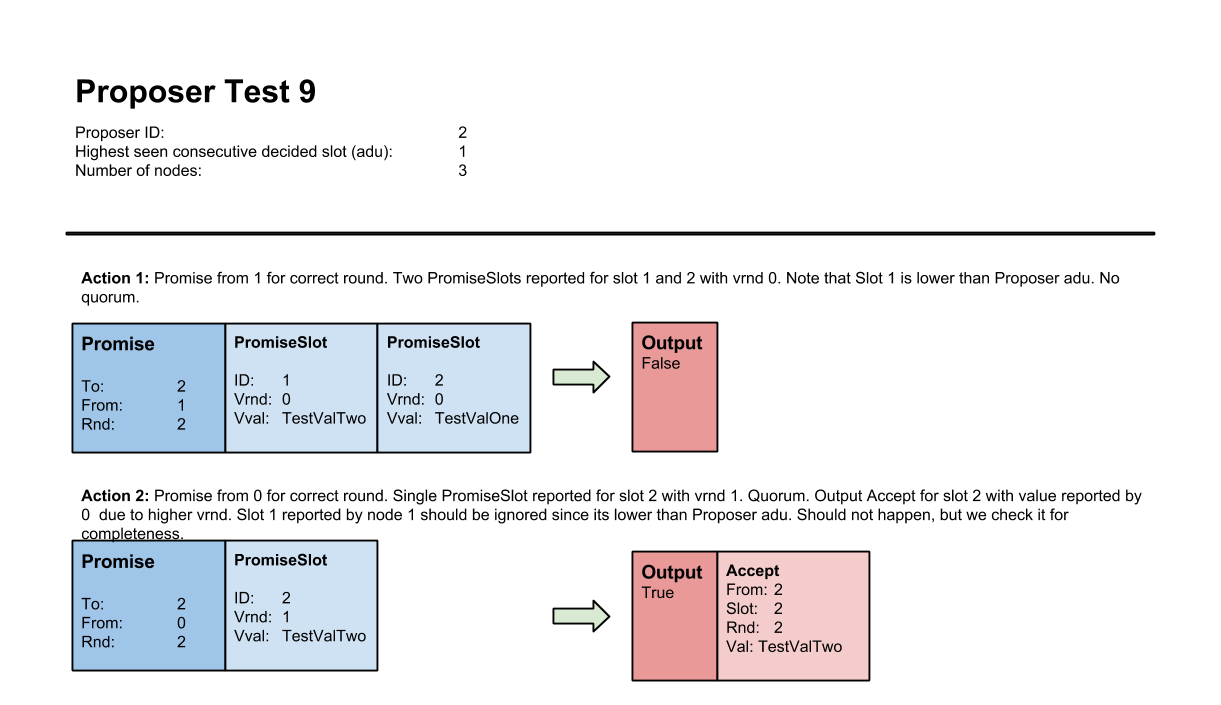 Proposer Test 9
Proposer ID: 2
Highest seen consecutive decided slot (adu): 1
Number of nodes: 3
Action 1: Promise from 1 for correct round. Two PromiseSlots reported for slot 1 and 2 with vrnd 0. Note that Slot 1 is lower than Proposer adu. No
quorum.
Promise
To: 2
From: 1
Rnd: 2
PromiseSlot
ID: 1
Vrnd: 0
Vval: TestValTwo
PromiseSlot
ID: 2
Vrnd: 0
Vval: TestValOne
Output
False
Action 2: Promise from 0 for correct round. Single PromiseSlot reported for slot 2 with vrnd 1. Quorum. Output Accept for slot 2 with value reported by
0 due to higher vrnd. Slot 1 reported by node 1 should be ignored since its lower than Proposer adu. Should not happen, but we check it for
completeness.
Promise
To: 2
From: 0
Rnd: 2
PromiseSlot
ID: 2
Vrnd: 1
Vval: TestValTwo
Output
True
Accept
From: 2
Slot: 2
Rnd: 2
Val: TestValTwo